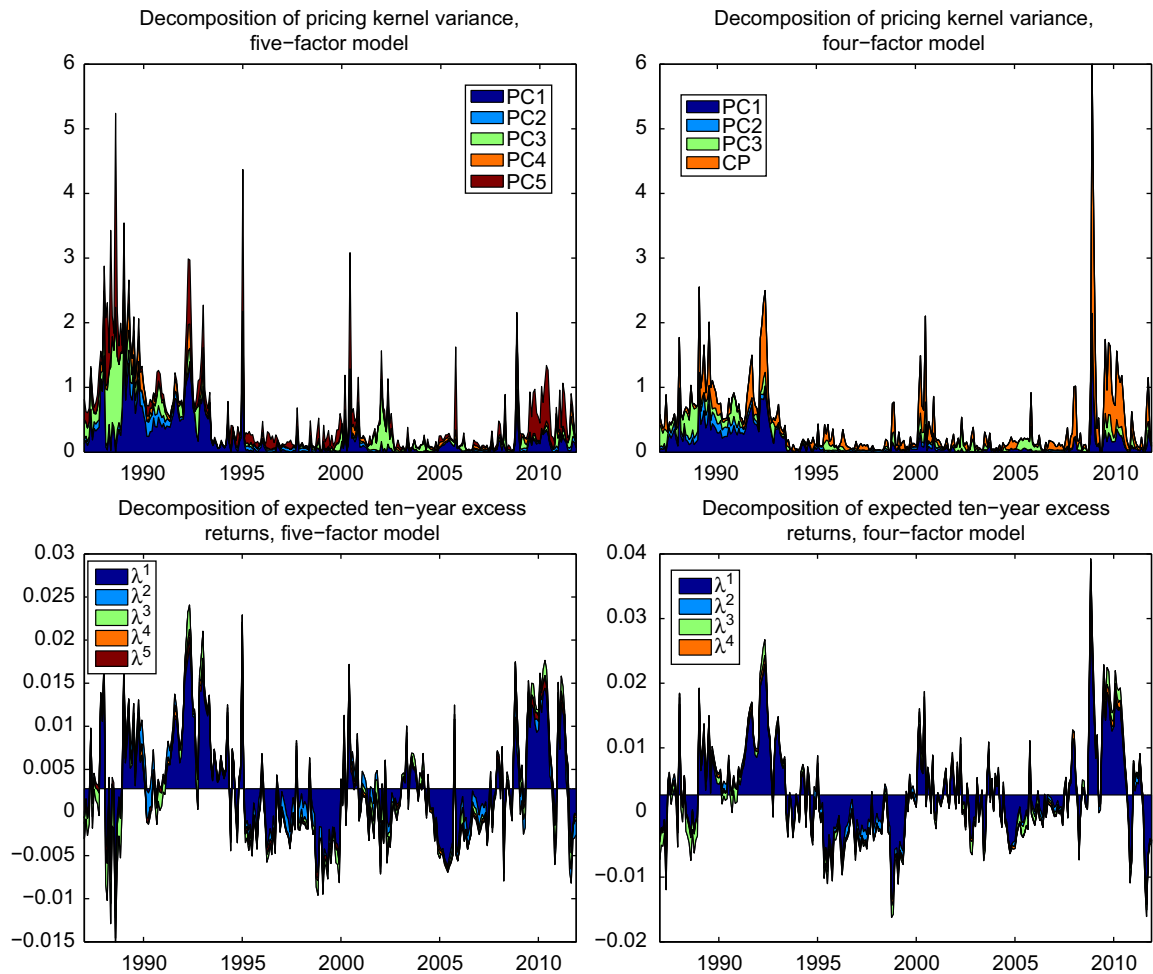 Decomposition of pricing kernel variance,
five−factor model
6
5
4
3
2
1
0
PC1
PC2
PC3
PC4
PC5
1990 1995 2000 2005 2010
Decomposition of pricing kernel variance,
four−factor model
6
5
4
3
2
1
0
PC1
PC2
PC3
CP
1990 1995 2000 2005 2010
Decomposition of expected ten−year excess
returns, five−factor model
0.03
0.025
0.02
0.015
0.01
0.005
0
−0.005
−0.01
−0.015
λ¹
λ²
λ³
λ⁴
λ⁵
1990 1995 2000 2005 2010
Decomposition of expected ten−year excess
returns, four−factor model
0.04
0.03
0.02
0.01
0
−0.01
−0.02
λ¹
λ²
λ³
λ⁴
1990 1995 2000 2005 2010